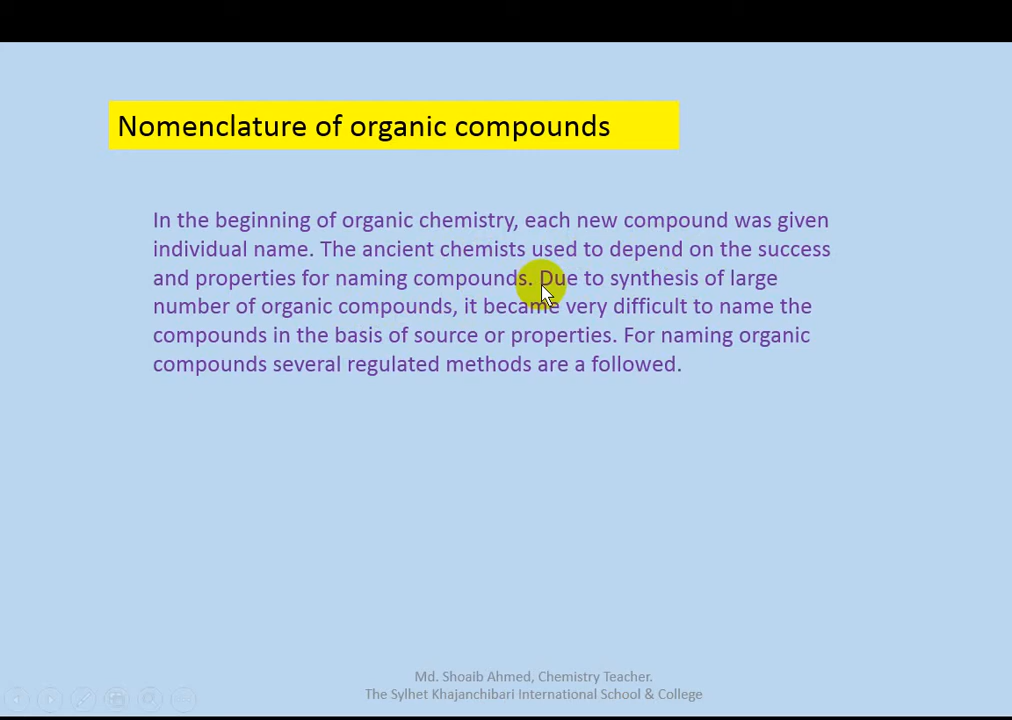 Nomenclature of organic compounds
In the beginning of organic chemistry, each new compound was given
individual name. The ancient chemists used to depend on the success
and properties for naming compounds. Due to synthesis of large
number of organic compounds, it became very difficult to name the
compounds in the basis of source or properties. For naming organic
compounds several regulated methods are a followed.
Md. Shoaib Ahmed, Chemistry Teacher.
The Sylhet Khajanchibari International School & College